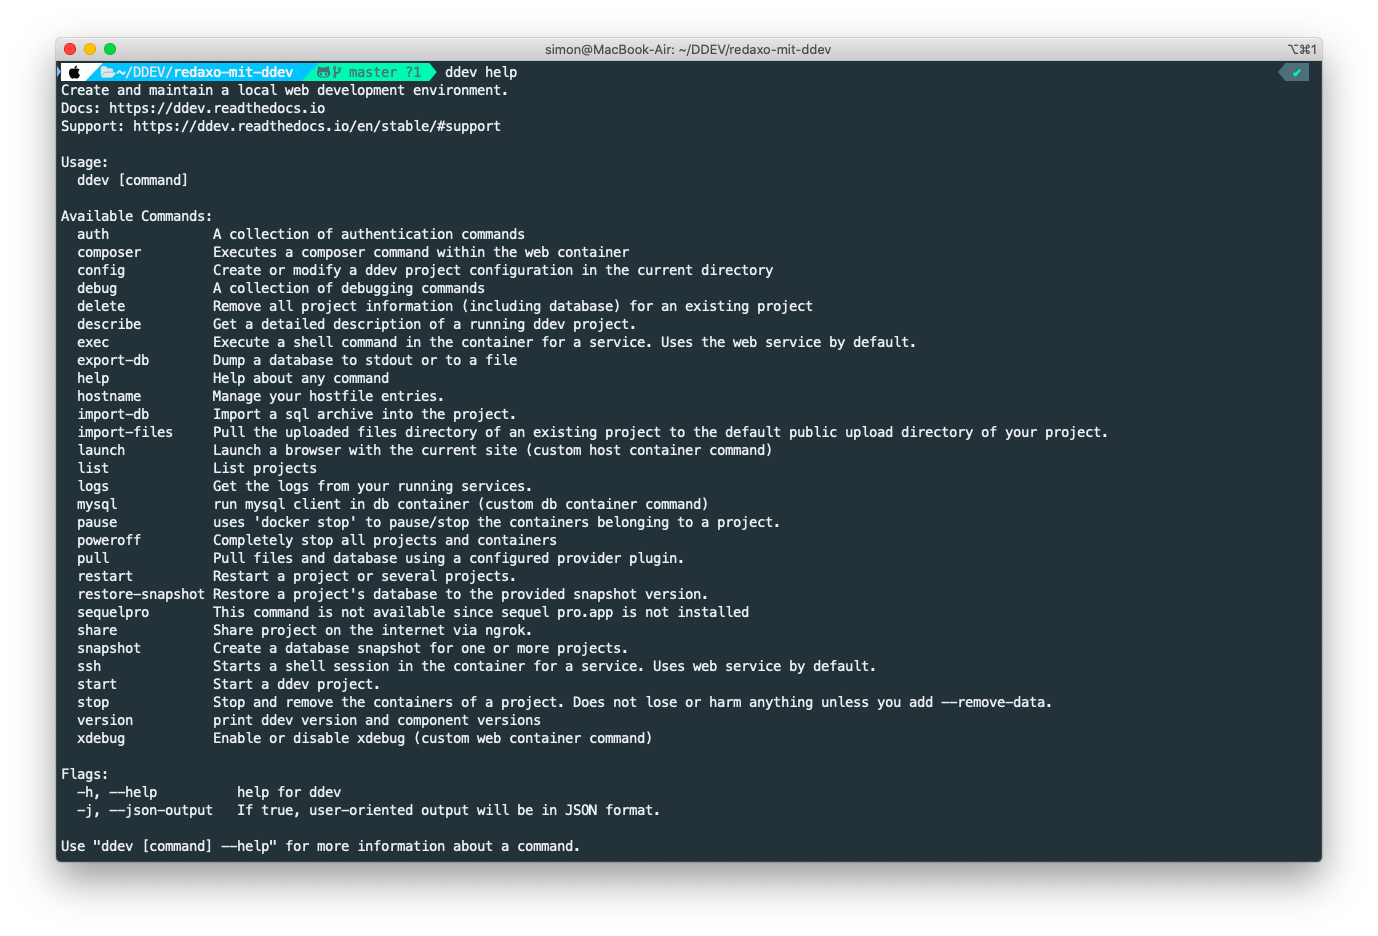 simon@MacBook-Air: ~/DDEV/redaxo-mit-ddev ⌥⌘1
~/DDEV/redaxo-mit-ddev master ?1 ddev help ✔
Create and maintain a local web development environment.
Docs: https://ddev.readthedocs.io
Support: https://ddev.readthedocs.io/en/stable/#support
Usage:
ddev [command]
Available Commands:
auth A collection of authentication commands
composer Executes a composer command within the web container
config Create or modify a ddev project configuration in the current directory
debug A collection of debugging commands
delete Remove all project information (including database) for an existing project
describe Get a detailed description of a running ddev project.
exec Execute a shell command in the container for a service. Uses the web service by default.
export-db Dump a database to stdout or to a file
help Help about any command
hostname Manage your hostfile entries.
import-db Import a sql archive into the project.
import-files Pull the uploaded files directory of an existing project to the default public upload directory of your project.
launch Launch a browser with the current site (custom host container command)
list List projects
logs Get the logs from your running services.
mysql run mysql client in db container (custom db container command)
pause uses 'docker stop' to pause/stop the containers belonging to a project.
poweroff Completely stop all projects and containers
pull Pull files and database using a configured provider plugin.
restart Restart a project or several projects.
restore-snapshot Restore a project's database to the provided snapshot version.
sequelpro This command is not available since sequel pro.app is not installed
share Share project on the internet via ngrok.
snapshot Create a database snapshot for one or more projects.
ssh Starts a shell session in the container for a service. Uses web service by default.
start Start a ddev project.
stop Stop and remove the containers of a project. Does not lose or harm anything unless you add --remove-data.
version print ddev version and component versions
xdebug Enable or disable xdebug (custom web container command)
Flags:
-h, --help help for ddev
-j, --json-output If true, user-oriented output will be in JSON format.
Use "ddev [command] --help" for more information about a command.